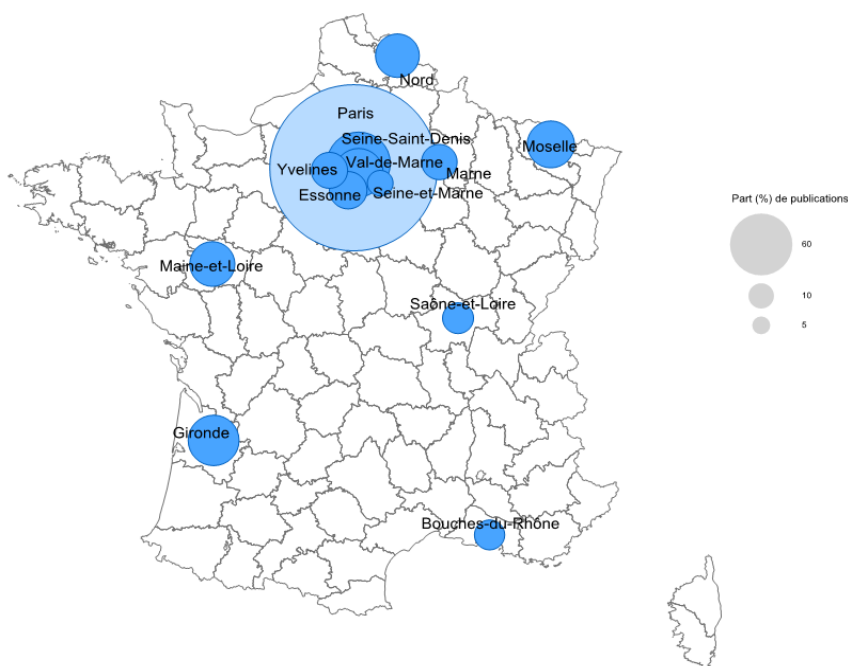 Nord
Paris
Seine-Saint-Denis
Moselle
Yvelines
Val-de-Marne
Marne
Essonne
Seine-et-Marne
Part (%) de publications
60
10
5
Maine-et-Loire
Saône-et-Loire
Gironde
Bouches-du-Rhône